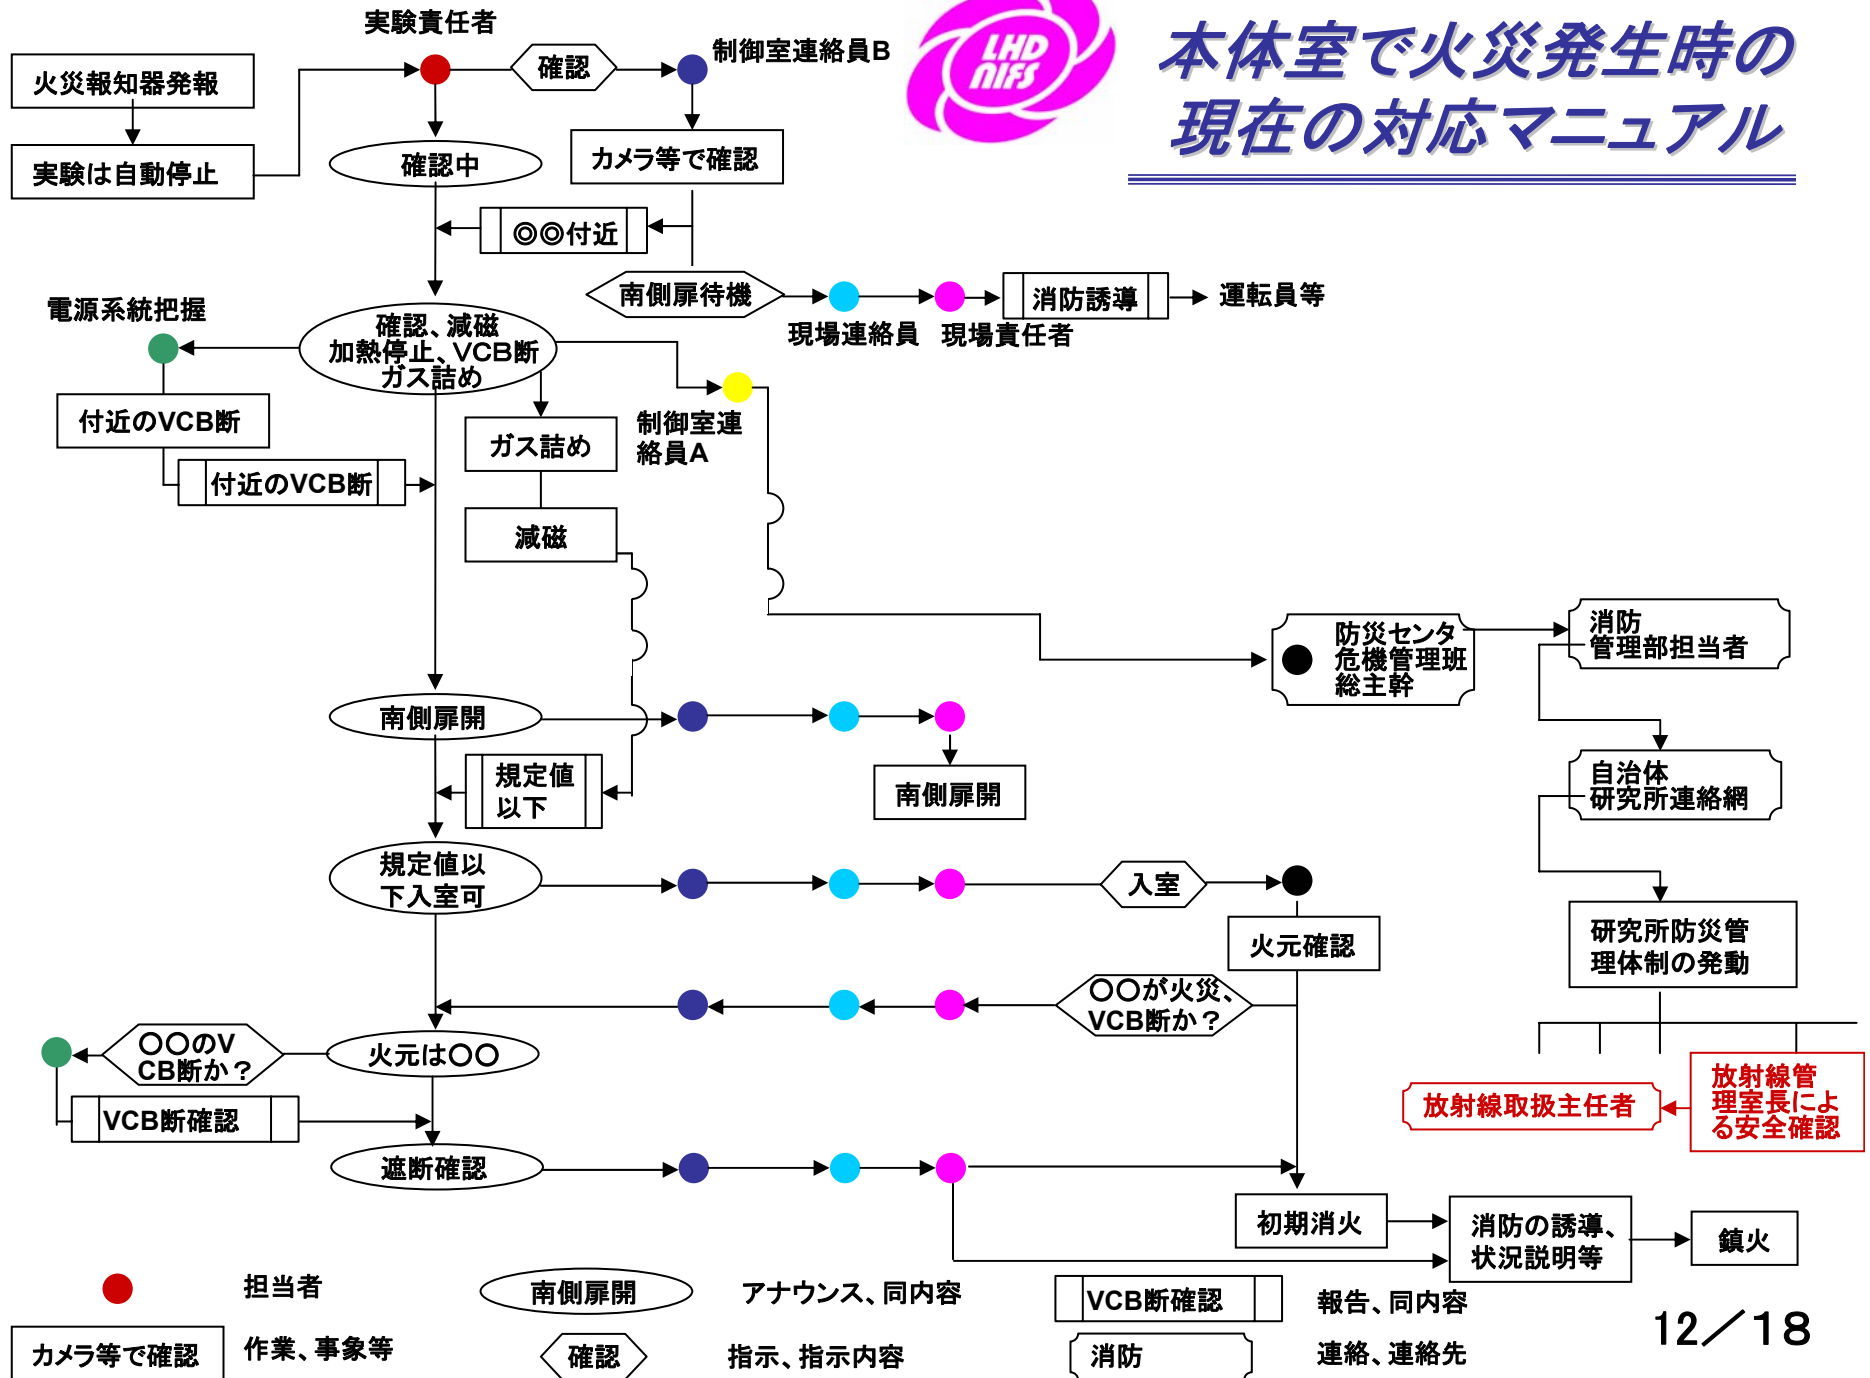 本体室で火災発生時の
現在の対応マニュアル
LHD
NIFS
実験責任者
火災報知器発報
確認
制御室連絡員B
実験は自動停止
確認中
カメラ等で確認
◎◎付近
南側扉待機
消防誘導
運転員等
現場連絡員
現場責任者
電源系統把握
確認、減磁
加熱停止、VCB断
ガス詰め
付近のVCB断
ガス詰め
制御室連
絡員A
付近のVCB断
減磁
防災センタ
危機管理班
総主幹
消防
管理部担当者
南側扉開
規定値
以下
南側扉開
自治体
研究所連絡網
規定値以
下入室可
入室
火元確認
研究所防災管
理体制の発動
〇〇が火災、
VCB断か？
〇〇のV
CB断か？
火元は〇〇
VCB断確認
放射線取扱主任者
放射線管
理室長によ
る安全確認
遮断確認
初期消火
消防の誘導、
状況説明等
鎮火
担当者
南側扉開
アナウンス、同内容
VCB断確認
報告、同内容
カメラ等で確認
作業、事象等
確認
指示、指示内容
消防
連絡、連絡先
12／18